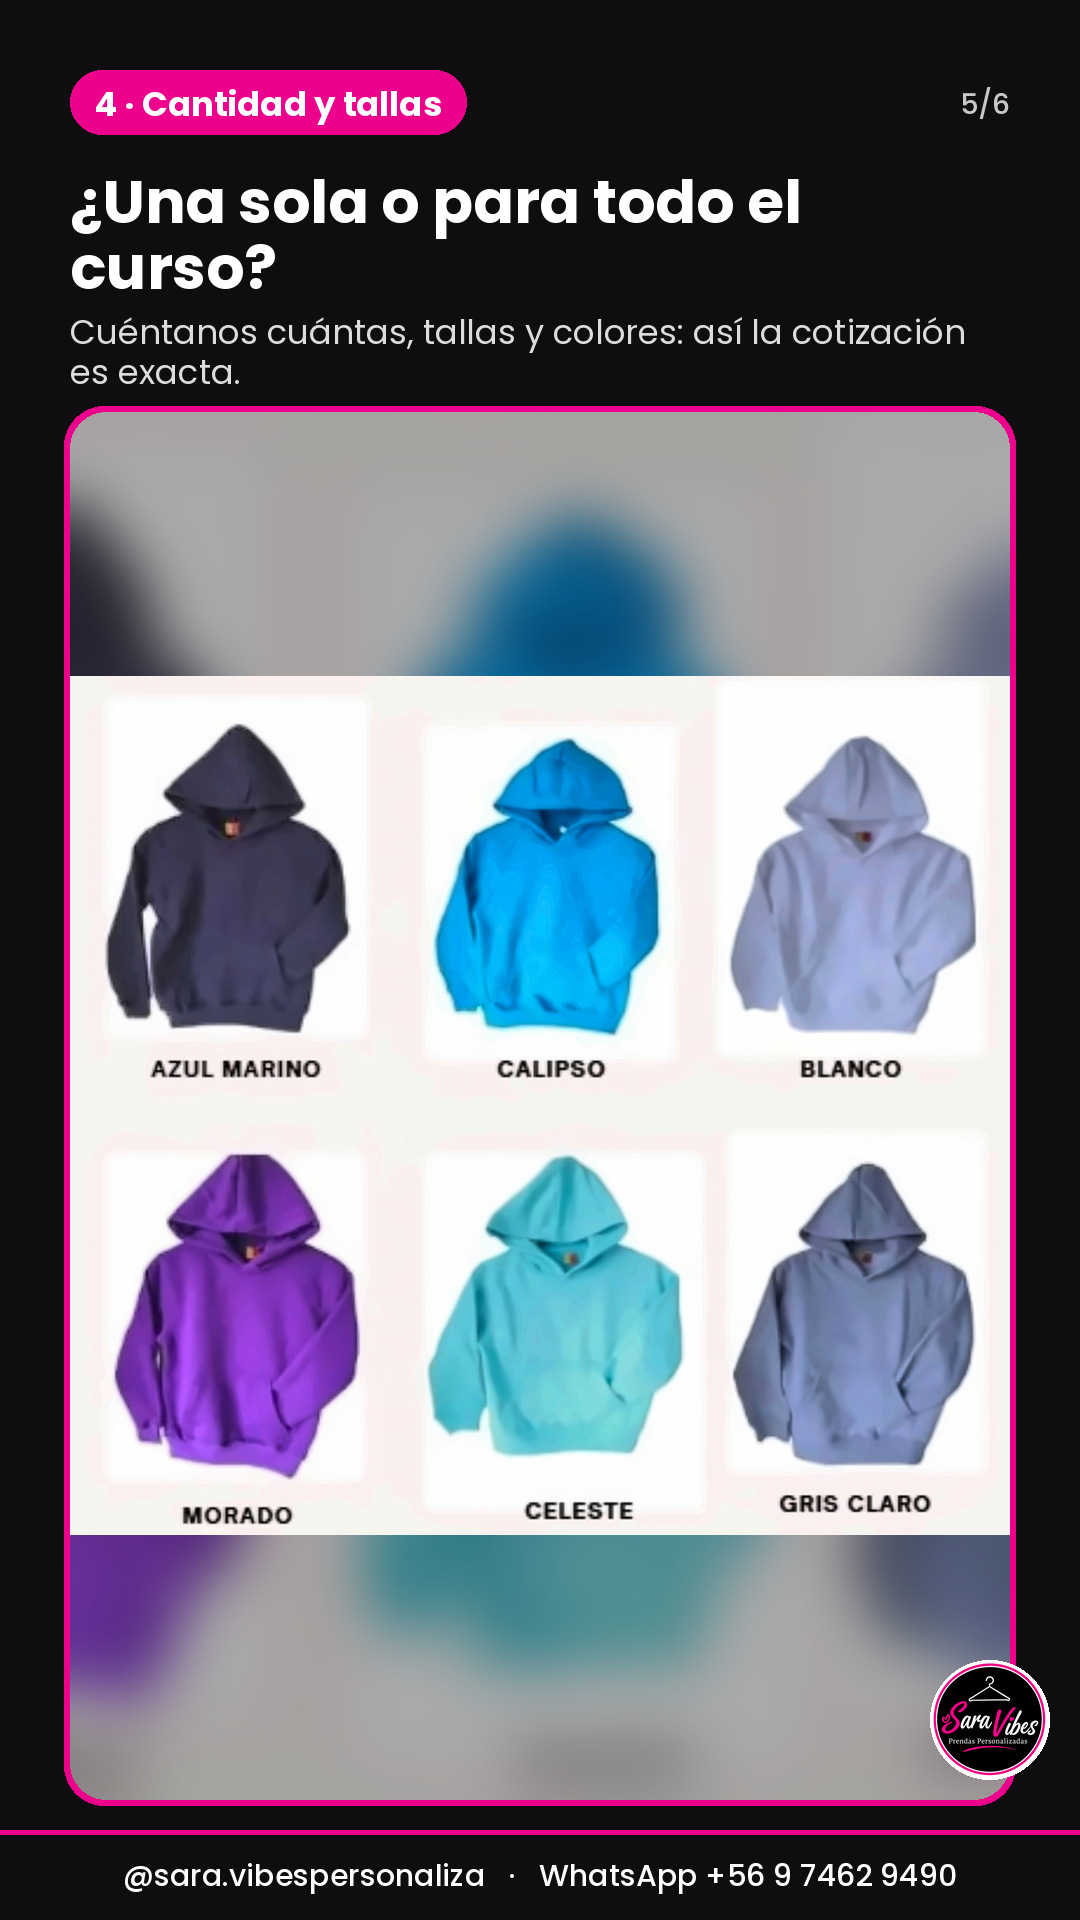 4 · Cantidad y tallas
5/6
¿Una sola o para todo el
curso?
Cuéntanos cuántas, tallas y colores: así la cotización
es exacta.
AZUL MARINO
CALIPSO
BLANCO
MORADO
CELESTE
GRIS CLARO
Sara Vibes
Prendas Personalizadas
@sara.vibespersonaliza · WhatsApp +56 9 7462 9490